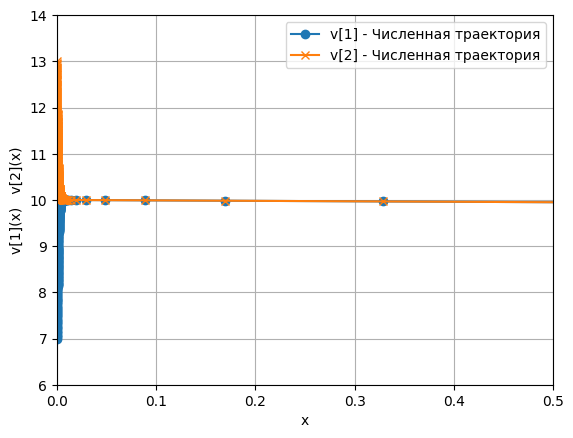 v[1] - Численная траектория
v[2] - Численная траектория
14
13
12
11
10
9
8
7
6
v[1](x)   v[2](x)
0.0 0.1 0.2 0.3 0.4 0.5
x